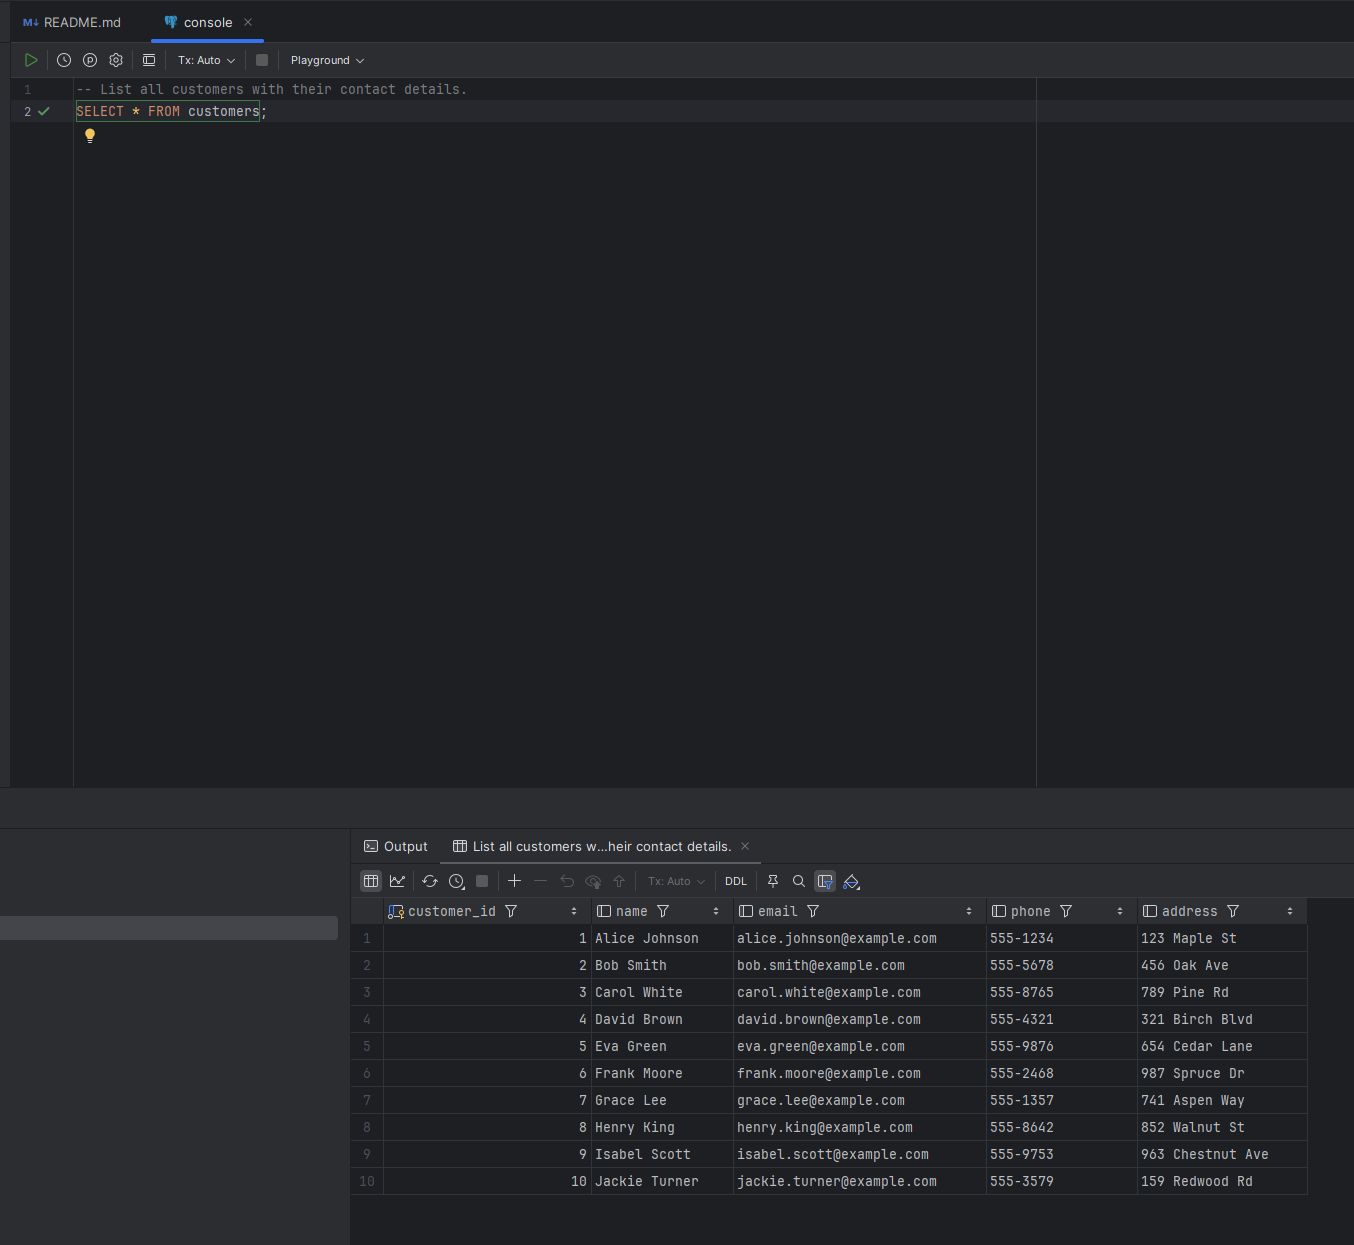 M↓ README.md console
Tx: Auto Playground
1 -- List all customers with their contact details.
2 SELECT * FROM customers;
Output List all customers w...heir contact details.
Tx: Auto DDL
customer_id name email phone address
1 1 Alice Johnson alice.johnson@example.com 555-1234 123 Maple St
2 2 Bob Smith bob.smith@example.com 555-5678 456 Oak Ave
3 3 Carol White carol.white@example.com 555-8765 789 Pine Rd
4 4 David Brown david.brown@example.com 555-4321 321 Birch Blvd
5 5 Eva Green eva.green@example.com 555-9876 654 Cedar Lane
6 6 Frank Moore frank.moore@example.com 555-2468 987 Spruce Dr
7 7 Grace Lee grace.lee@example.com 555-1357 741 Aspen Way
8 8 Henry King henry.king@example.com 555-8642 852 Walnut St
9 9 Isabel Scott isabel.scott@example.com 555-9753 963 Chestnut Ave
10 10 Jackie Turner jackie.turner@example.com 555-3579 159 Redwood Rd